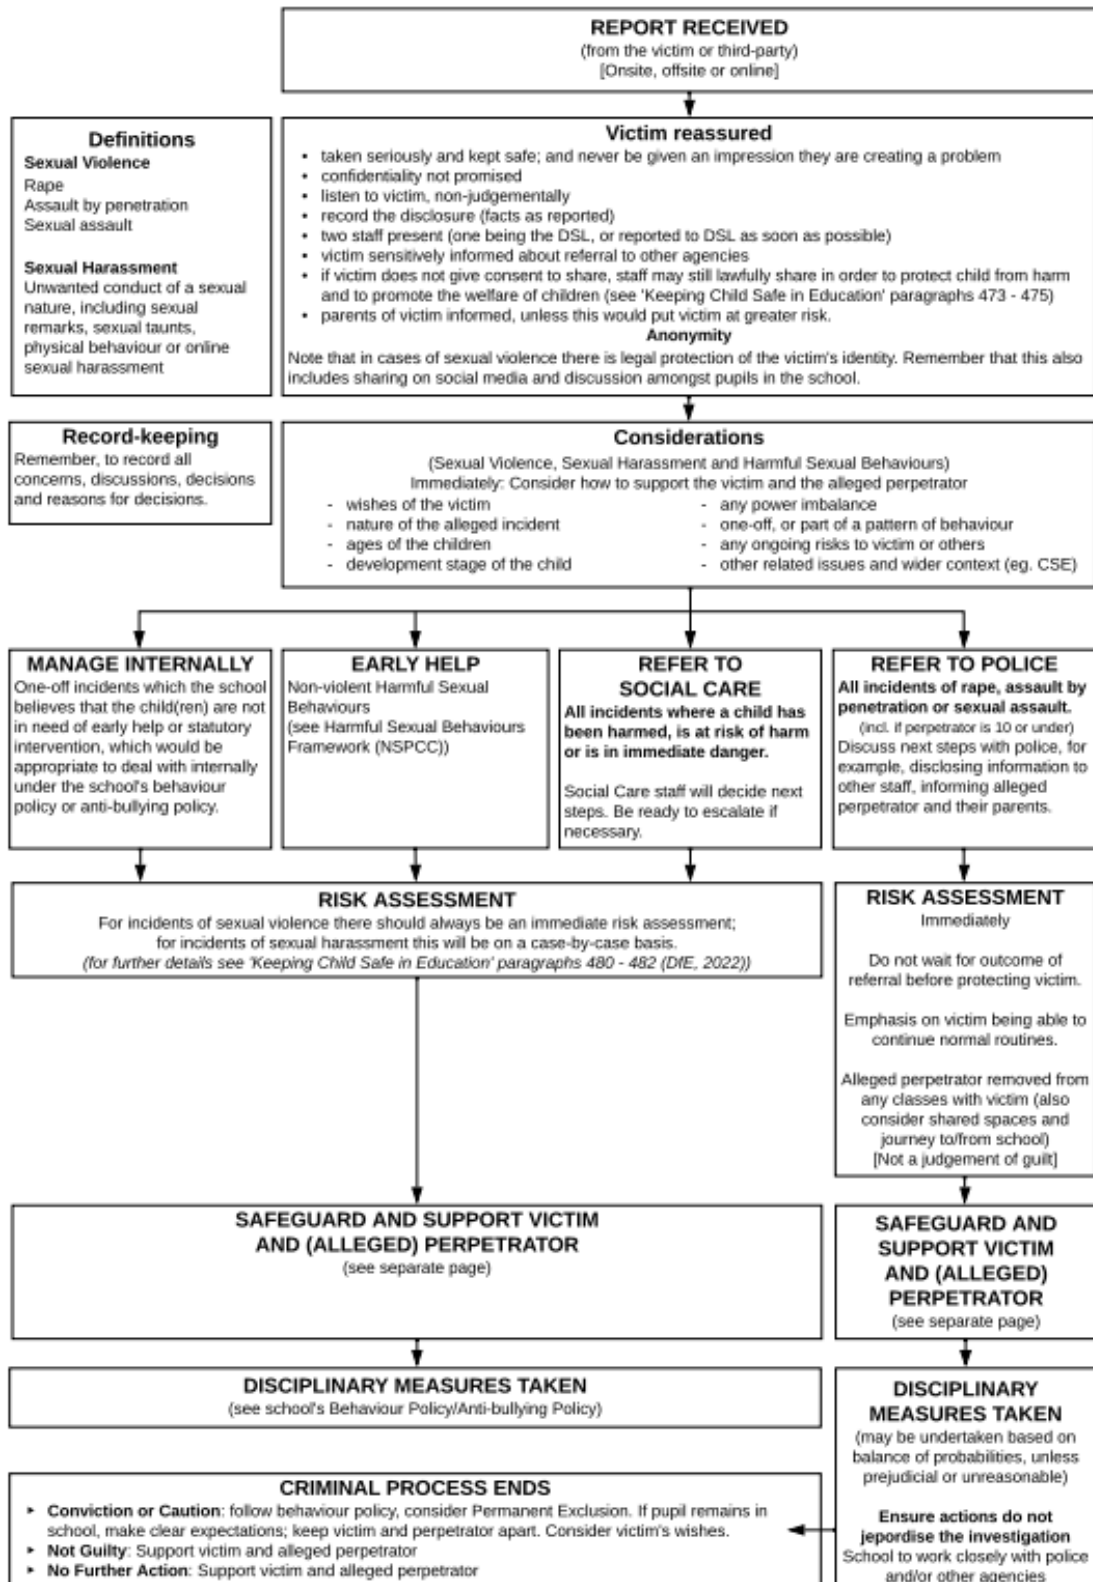 REPORT RECEIVED
(from the victim or third-party)
[Onsite, offsite or online]
Definitions
Sexual Violence
Rape
Assault by penetration
Sexual assault
Sexual Harassment
Unwanted conduct of a sexual
nature, including sexual
remarks, sexual taunts,
physical behaviour or online
sexual harassment
Victim reassured
• taken seriously and kept safe; and never be given an impression they are creating a problem
• confidentiality not promised
• listen to victim, non-judgementally
• record the disclosure (facts as reported)
• two staff present (one being the DSL, or reported to DSL as soon as possible)
• victim sensitively informed about referral to other agencies
• if victim does not give consent to share, staff may still lawfully share in order to protect child from harm
and to promote the welfare of children (see 'Keeping Child Safe in Education' paragraphs 473 - 475)
• parents of victim informed, unless this would put victim at greater risk.
Anonymity
Note that in cases of sexual violence there is legal protection of the victim's identity. Remember that this also
includes sharing on social media and discussion amongst pupils in the school.
Record-keeping
Remember, to record all
concerns, discussions, decisions
and reasons for decisions.
Considerations
(Sexual Violence, Sexual Harassment and Harmful Sexual Behaviours)
Immediately: Consider how to support the victim and the alleged perpetrator
- wishes of the victim
- nature of the alleged incident
- ages of the children
- development stage of the child
- any power imbalance
- one-off, or part of a pattern of behaviour
- any ongoing risks to victim or others
- other related issues and wider context (eg. CSE)
MANAGE INTERNALLY
One-off incidents which the school
believes that the child(ren) are not
in need of early help or statutory
intervention, which would be
appropriate to deal with internally
under the school's behaviour
policy or anti-bullying policy.
EARLY HELP
Non-violent Harmful Sexual
Behaviours
(see Harmful Sexual Behaviours
Framework (NSPCC))
REFER TO
SOCIAL CARE
All incidents where a child has
been harmed, is at risk of harm
or is in immediate danger.
Social Care staff will decide next
steps. Be ready to escalate if
necessary.
REFER TO POLICE
All incidents of rape, assault by
penetration or sexual assault.
(incl. if perpetrator is 10 or under)
Discuss next steps with police, for
example, disclosing information to
other staff, informing alleged
perpetrator and their parents.
RISK ASSESSMENT
For incidents of sexual violence there should always be an immediate risk assessment;
for incidents of sexual harassment this will be on a case-by-case basis.
(for further details see 'Keeping Child Safe in Education' paragraphs 480 - 482 (DfE, 2022))
RISK ASSESSMENT
Immediately
Do not wait for outcome of
referral before protecting victim.
Emphasis on victim being able to
continue normal routines.
Alleged perpetrator removed from
any classes with victim (also
consider shared spaces and
journey to/from school)
[Not a judgement of guilt]
SAFEGUARD AND SUPPORT VICTIM
AND (ALLEGED) PERPETRATOR
(see separate page)
SAFEGUARD AND
SUPPORT VICTIM
AND (ALLEGED)
PERPETRATOR
(see separate page)
DISCIPLINARY MEASURES TAKEN
(see school's Behaviour Policy/Anti-bullying Policy)
DISCIPLINARY
MEASURES TAKEN
(may be undertaken based on
balance of probabilities, unless
prejudicial or unreasonable)
Ensure actions do not
jepordise the investigation
School to work closely with police
and/or other agencies
CRIMINAL PROCESS ENDS
▸ Conviction or Caution: follow behaviour policy, consider Permanent Exclusion. If pupil remains in
school, make clear expectations; keep victim and perpetrator apart. Consider victim's wishes.
▸ Not Guilty: Support victim and alleged perpetrator
▸ No Further Action: Support victim and alleged perpetrator